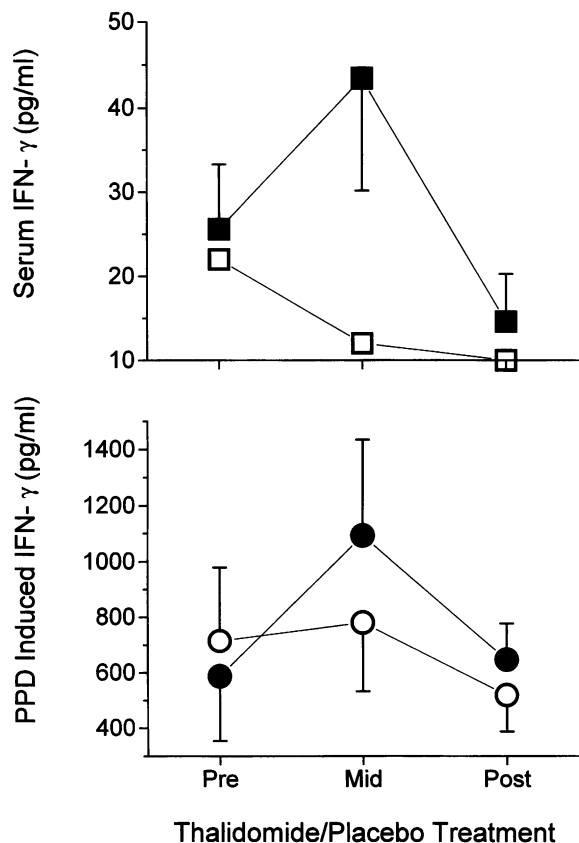 Serum IFN- γ (pg/ml)
50
40
30
20
10
PPD Induced IFN- γ (pg/ml)
1400
1200
1000
800
600
400
Pre Mid Post
Thalidomide/Placebo Treatment